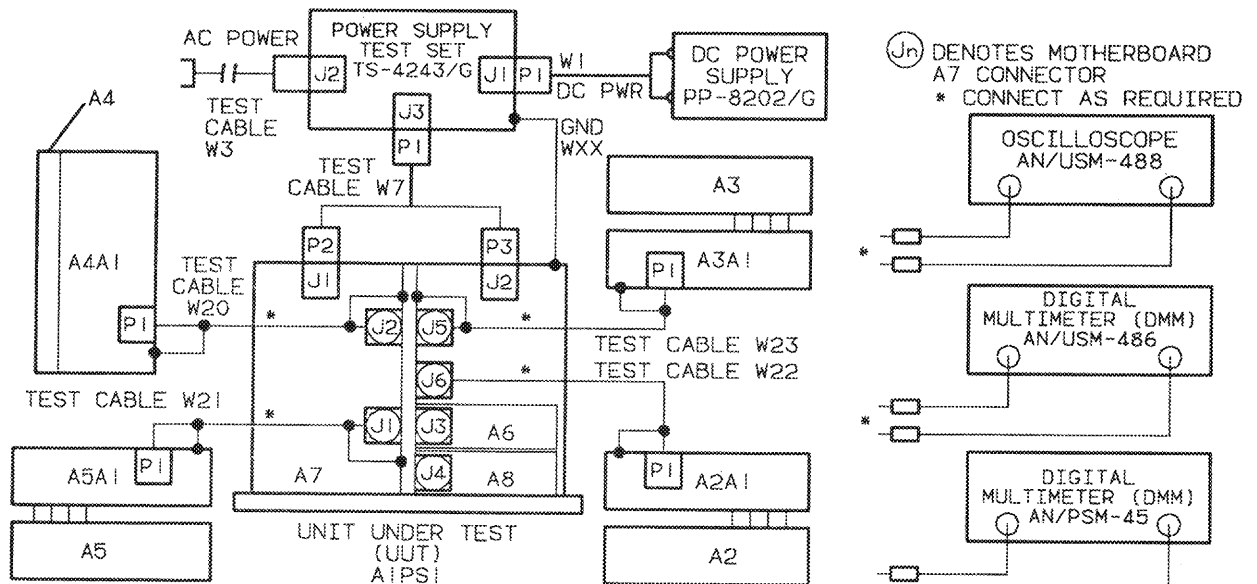 AC POWER
POWER SUPPLY
TEST SET
TS-4243/G
J2
J1
P1
W1
DC PWR
DC POWER
SUPPLY
PP-8202/G
Jn DENOTES MOTHERBOARD
A7 CONNECTOR
* CONNECT AS REQUIRED
A4
TEST
CABLE
W3
J3
P1
GND
WXX
TEST
CABLE W7
A3
OSCILLOSCOPE
AN/USM-488
*
P2
J1
P3
J2
A3A1
P1
A4A1
P1
TEST
CABLE
W20
*
J2
J5
*
TEST CABLE W23
J6
*
TEST CABLE W22
DIGITAL
MULTIMETER (DMM)
AN/USM-486
*
TEST CABLE W21
*
J1
J3
A6
A5A1
P1
A7
J4
A8
P1
A2A1
DIGITAL
MULTIMETER (DMM)
AN/PSM-45
A5
UNIT UNDER TEST
(UUT)
A1PS1
A2